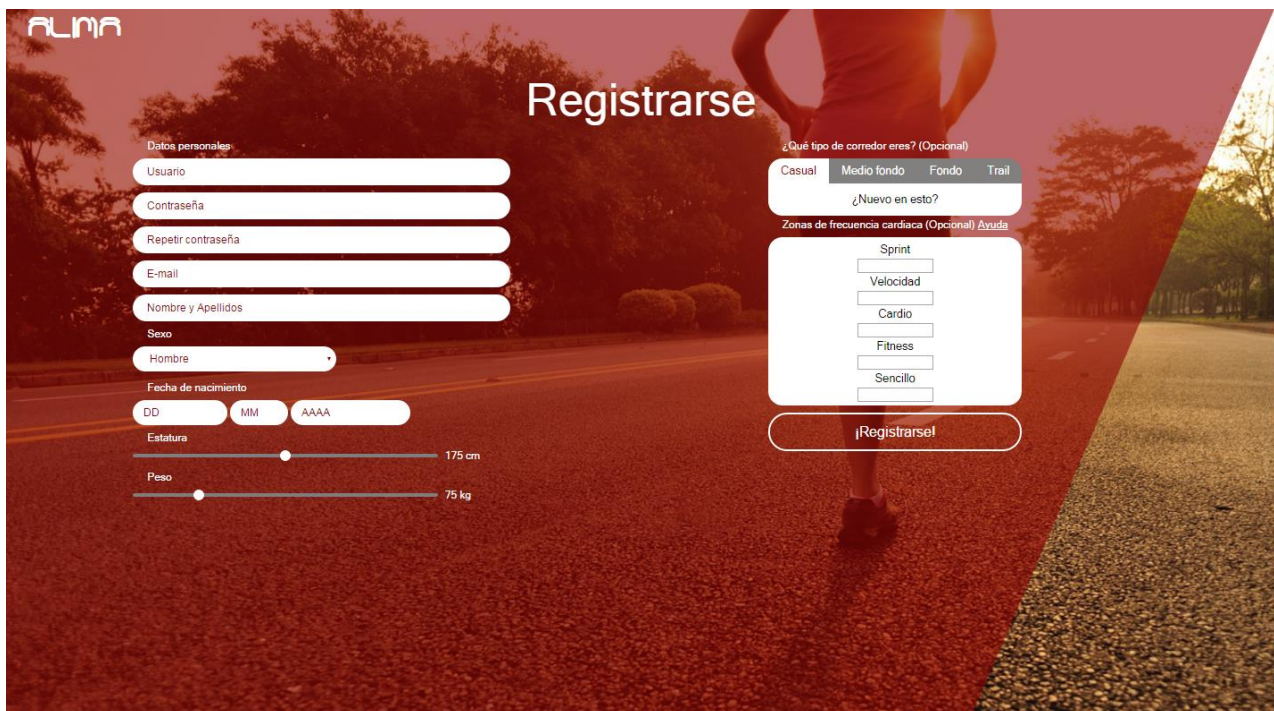 ALIMA
Registrarse
Datos personales
Usuario
Contraseña
Repetir contraseña
E-mail
Nombre y Apellidos
Sexo
Hombre
Fecha de nacimiento
DD MM AAAA
Estatura
175 cm
Peso
75 kg
¿Qué tipo de corredor eres? (Opcional)
Casual Medio fondo Fondo Trail
¿Nuevo en esto?
Zonas de frecuencia cardiaca (Opcional) Ayuda
Sprint
Velocidad
Cardio
Fitness
Sencillo
¡Registrarse!